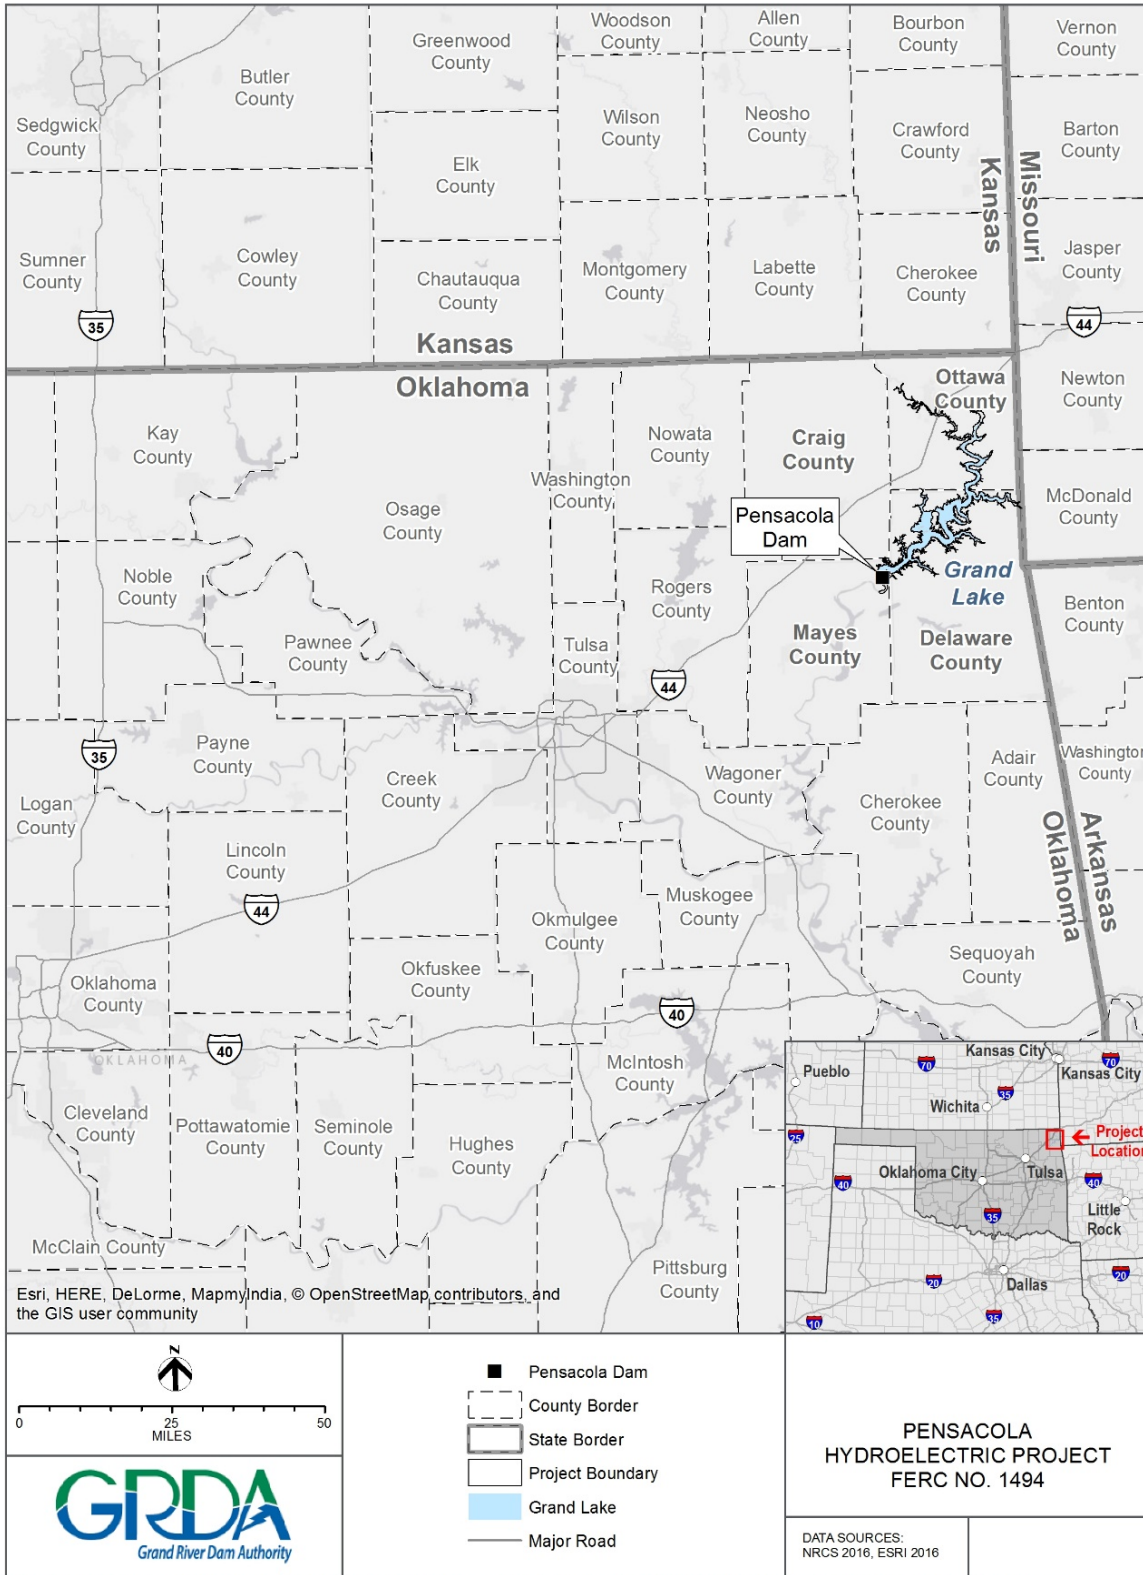 Woodson
County
Allen
County
Bourbon
County
Vernon
County
Greenwood
County
Butler
County
Sedgwick
County
Wilson
County
Neosho
County
Crawford
County
Barton
County
Elk
County
Kansas
Missouri
Sumner
County
Cowley
County
Chautauqua
County
Montgomery
County
Labette
County
Cherokee
County
Jasper
County
35
44
Kansas
Oklahoma
Ottawa
County
Newton
County
Kay
County
Nowata
County
Craig
County
Washington
County
Osage
County
McDonald
County
Pensacola
Dam
Grand
Lake
Noble
County
Rogers
County
Benton
County
Pawnee
County
Tulsa
County
Mayes
County
Delaware
County
44
35
Payne
County
Creek
County
Wagoner
County
Adair
County
Washington
County
Logan
County
Cherokee
County
Arkansas
Oklahoma
Lincoln
County
44
Muskogee
County
Okmulgee
County
Okfuskee
County
Sequoyah
County
Oklahoma
County
40
40
OKLAHOMA
McIntosh
County
Cleveland
County
Pottawatomie
County
Seminole
County
Hughes
County
McClain County
Pittsburg
County
Esri, HERE, DeLorme, MapmyIndia, © OpenStreetMap contributors, and
the GIS user community
Kansas City
Kansas City
70
70
Pueblo
35
Wichita
25
Project
Location
Tulsa
Oklahoma City
40
40
Little
Rock
35
20
20
Dallas
35
10
N
0 25 50
MILES
GRDA
Grand River Dam Authority
Pensacola Dam
County Border
State Border
Project Boundary
Grand Lake
Major Road
PENSACOLA
HYDROELECTRIC PROJECT
FERC NO. 1494
DATA SOURCES:
NRCS 2016, ESRI 2016